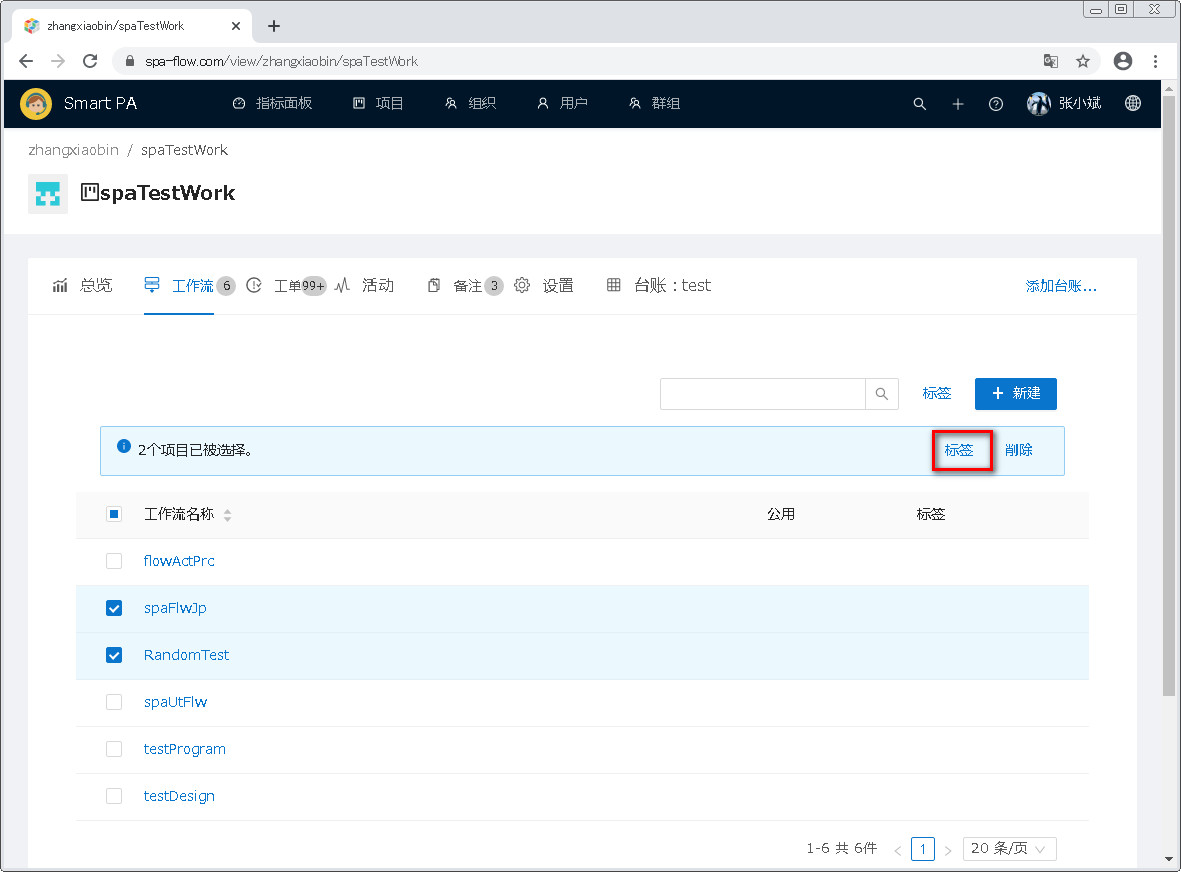 zhangxiaobin/spaTestWork
spa-flow.com/view/zhangxiaobin/spaTestWork
Smart PA 指标面板 项目 组织 用户 群组 张小斌
zhangxiaobin / spaTestWork
spaTestWork
总览 工作流 6 工单 99+ 活动 备注 3 设置 台账：test 添加台账...
标签 + 新建
2个项目已被选择。 标签 删除
工作流名称 公用 标签
flowActPrc
spaFlwJp
RandomTest
spaUtFlw
testProgram
testDesign
1-6 共 6件 < 1 > 20 条/页